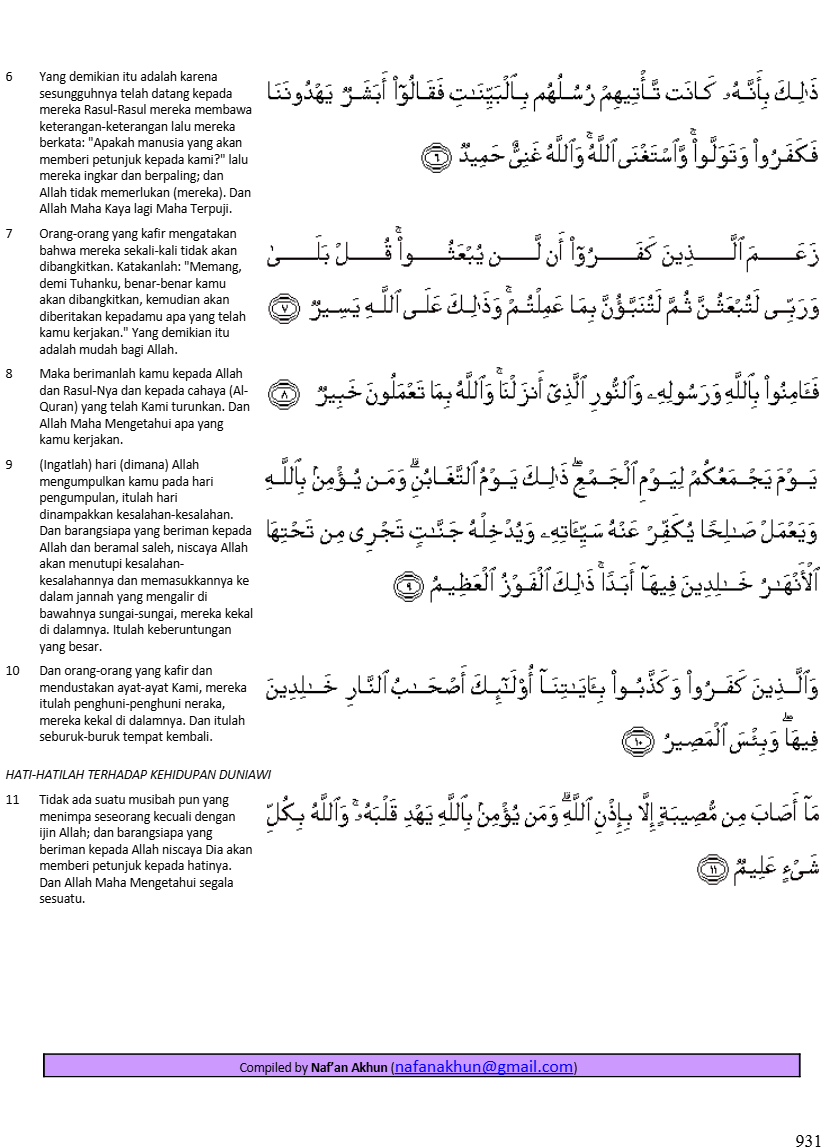 6 Yang demikian itu adalah karena
sesungguhnya telah datang kepada
mereka Rasul-Rasul mereka membawa
keterangan-keterangan lalu mereka
berkata: "Apakah manusia yang akan
memberi petunjuk kepada kami?" lalu
mereka ingkar dan berpaling; dan
Allah tidak memerlukan (mereka). Dan
Allah Maha Kaya lagi Maha Terpuji.
ذَٰلِكَ بِأَنَّهُۥ كَانَت تَّأْتِيهِمْ رُسُلُهُم بِٱلْبَيِّنَٰتِ فَقَالُوٓا۟ أَبَشَرٌ يَهْدُونَنَا
فَكَفَرُوا۟ وَتَوَلَّوا۟ ۚ وَّٱسْتَغْنَى ٱللَّهُ ۚ وَٱللَّهُ غَنِىٌّ حَمِيدٌ ﴿٦﴾
7 Orang-orang yang kafir mengatakan
bahwa mereka sekali-kali tidak akan
dibangkitkan. Katakanlah: "Memang,
demi Tuhanku, benar-benar kamu
akan dibangkitkan, kemudian akan
diberitakan kepadamu apa yang telah
kamu kerjakan." Yang demikian itu
adalah mudah bagi Allah.
زَعَمَ ٱلَّذِينَ كَفَرُوٓا۟ أَن لَّن يُبْعَثُوا۟ ۚ قُلْ بَلَىٰ
وَرَبِّى لَتُبْعَثُنَّ ثُمَّ لَتُنَبَّؤُنَّ بِمَا عَمِلْتُمْ ۚ وَذَٰلِكَ عَلَى ٱللَّهِ يَسِيرٌ ﴿٧﴾
8 Maka berimanlah kamu kepada Allah
dan Rasul-Nya dan kepada cahaya (Al-
Quran) yang telah Kami turunkan. Dan
Allah Maha Mengetahui apa yang
kamu kerjakan.
فَـَٔامِنُوا۟ بِٱللَّهِ وَرَسُولِهِۦ وَٱلنُّورِ ٱلَّذِىٓ أَنزَلْنَا ۚ وَٱللَّهُ بِمَا تَعْمَلُونَ خَبِيرٌ ﴿٨﴾
9 (Ingatlah) hari (dimana) Allah
mengumpulkan kamu pada hari
pengumpulan, itulah hari
dinampakkan kesalahan-kesalahan.
Dan barangsiapa yang beriman kepada
Allah dan beramal saleh, niscaya Allah
akan menutupi kesalahan-
kesalahannya dan memasukkannya ke
dalam jannah yang mengalir di
bawahnya sungai-sungai, mereka kekal
di dalamnya. Itulah keberuntungan
yang besar.
يَوْمَ يَجْمَعُكُمْ لِيَوْمِ ٱلْجَمْعِ ۖ ذَٰلِكَ يَوْمُ ٱلتَّغَابُنِ ۗ وَمَن يُؤْمِنۢ بِٱللَّهِ
وَيَعْمَلْ صَٰلِحًا يُكَفِّرْ عَنْهُ سَيِّـَٔاتِهِۦ وَيُدْخِلْهُ جَنَّٰتٍ تَجْرِى مِن تَحْتِهَا
ٱلْأَنْهَٰرُ خَٰلِدِينَ فِيهَآ أَبَدًا ۚ ذَٰلِكَ ٱلْفَوْزُ ٱلْعَظِيمُ ﴿٩﴾
10 Dan orang-orang yang kafir dan
mendustakan ayat-ayat Kami, mereka
itulah penghuni-penghuni neraka,
mereka kekal di dalamnya. Dan itulah
seburuk-buruk tempat kembali.
وَٱلَّذِينَ كَفَرُوا۟ وَكَذَّبُوا۟ بِـَٔايَٰتِنَآ أُو۟لَٰٓئِكَ أَصْحَٰبُ ٱلنَّارِ خَٰلِدِينَ
فِيهَا ۖ وَبِئْسَ ٱلْمَصِيرُ ﴿١٠﴾
HATI-HATILAH TERHADAP KEHIDUPAN DUNIAWI
11 Tidak ada suatu musibah pun yang
menimpa seseorang kecuali dengan
ijin Allah; dan barangsiapa yang
beriman kepada Allah niscaya Dia akan
memberi petunjuk kepada hatinya.
Dan Allah Maha Mengetahui segala
sesuatu.
مَآ أَصَابَ مِن مُّصِيبَةٍ إِلَّا بِإِذْنِ ٱللَّهِ ۗ وَمَن يُؤْمِنۢ بِٱللَّهِ يَهْدِ قَلْبَهُۥ ۚ وَٱللَّهُ بِكُلِّ
شَىْءٍ عَلِيمٌ ﴿١١﴾
Compiled by Naf’an Akhun (nafanakhun@gmail.com)
931